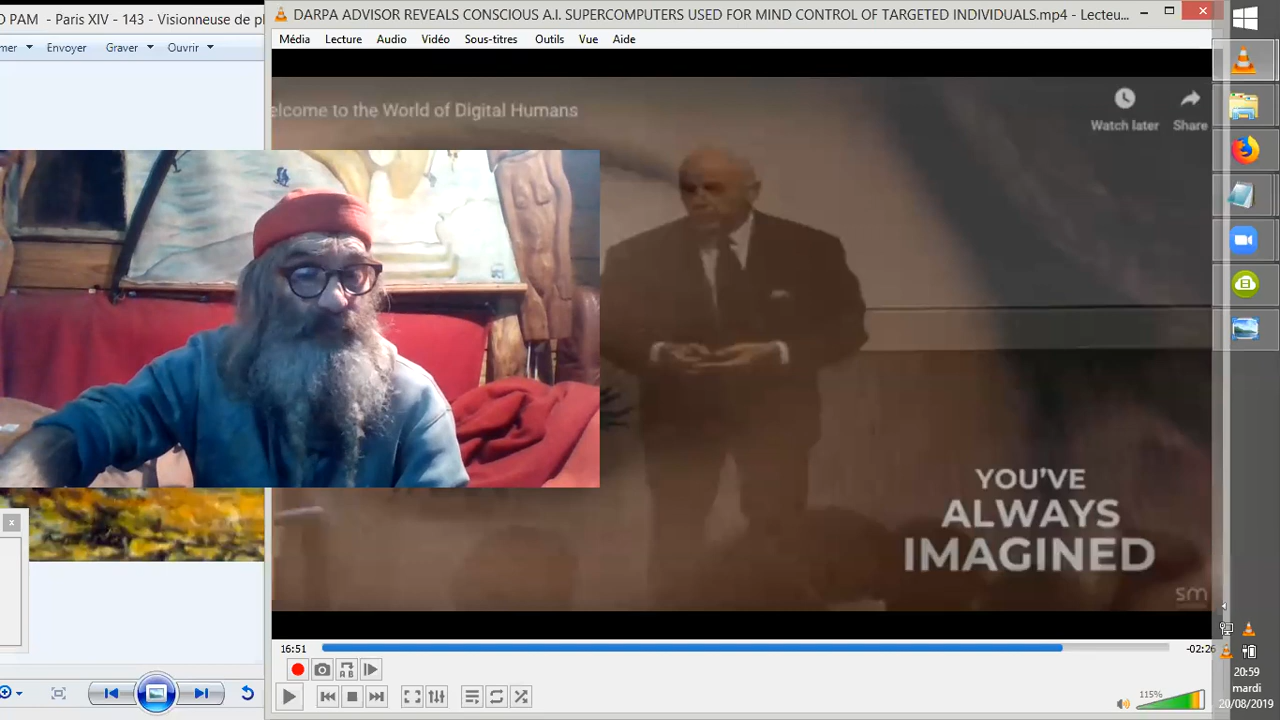 O PAM - Paris XIV - 143 - Visionneuse de pl
DARPA ADVISOR REVEALS CONSCIOUS A.I. SUPERCOMPUTERS USED FOR MIND CONTROL OF TARGETED INDIVIDUALS.mp4 - Lecteu...
mer Envoyer Graver Ouvrir
Média Lecture Audio Vidéo Sous-titres Outils Vue Aide
elcome to the World of Digital Humans
Watch later Share
YOU'VE
ALWAYS
IMAGINED
sm
x
16:51
-02:26
A B
115%
20:59
mardi
20/08/2019